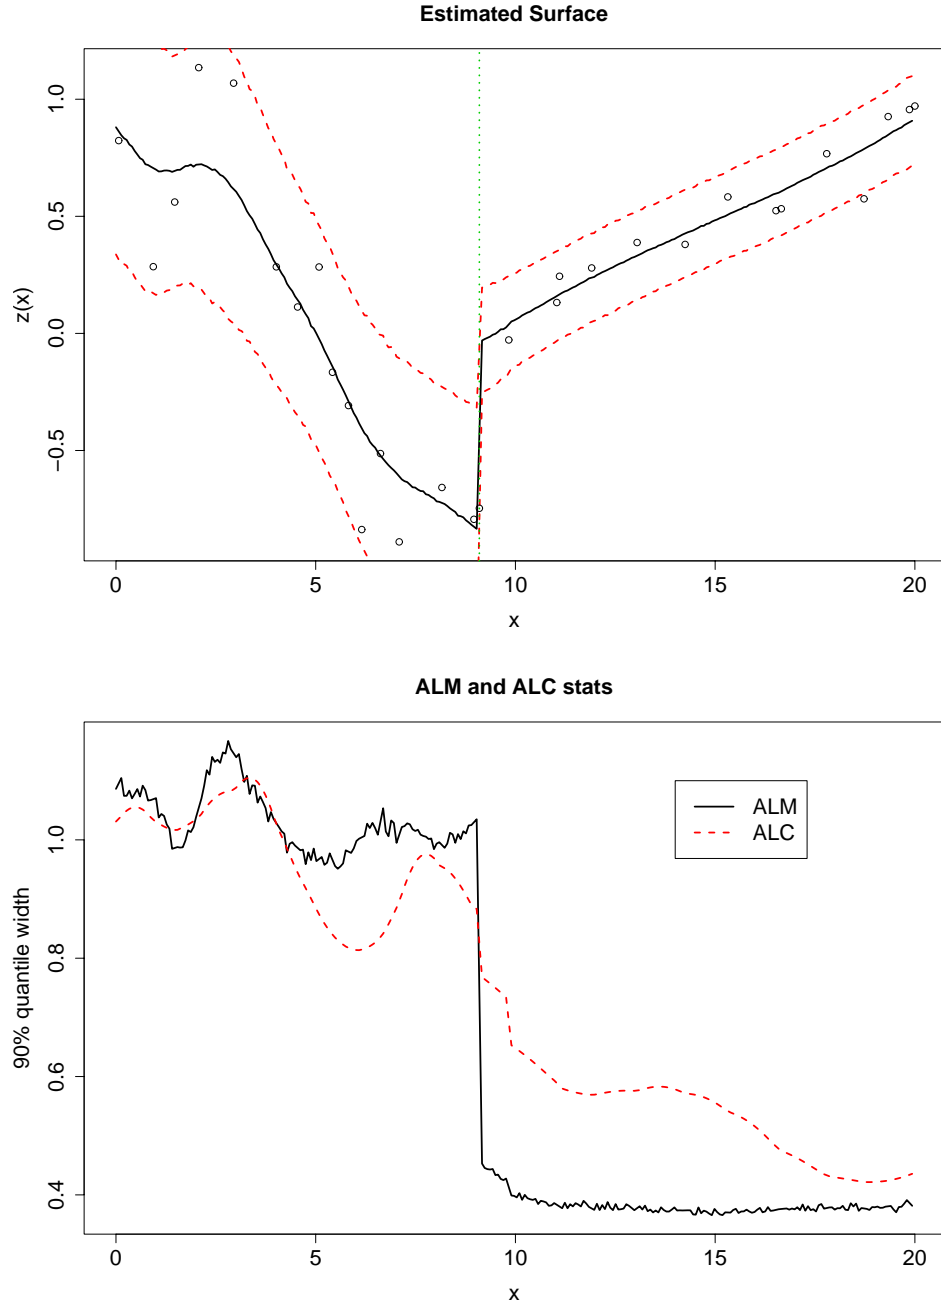 Estimated Surface
1.0
0.5
0.0
−0.5
z(x)
0
5
10
15
20
x
ALM and ALC stats
1.0
0.8
0.6
0.4
90% quantile width
ALM
ALC
0
5
10
15
20
x